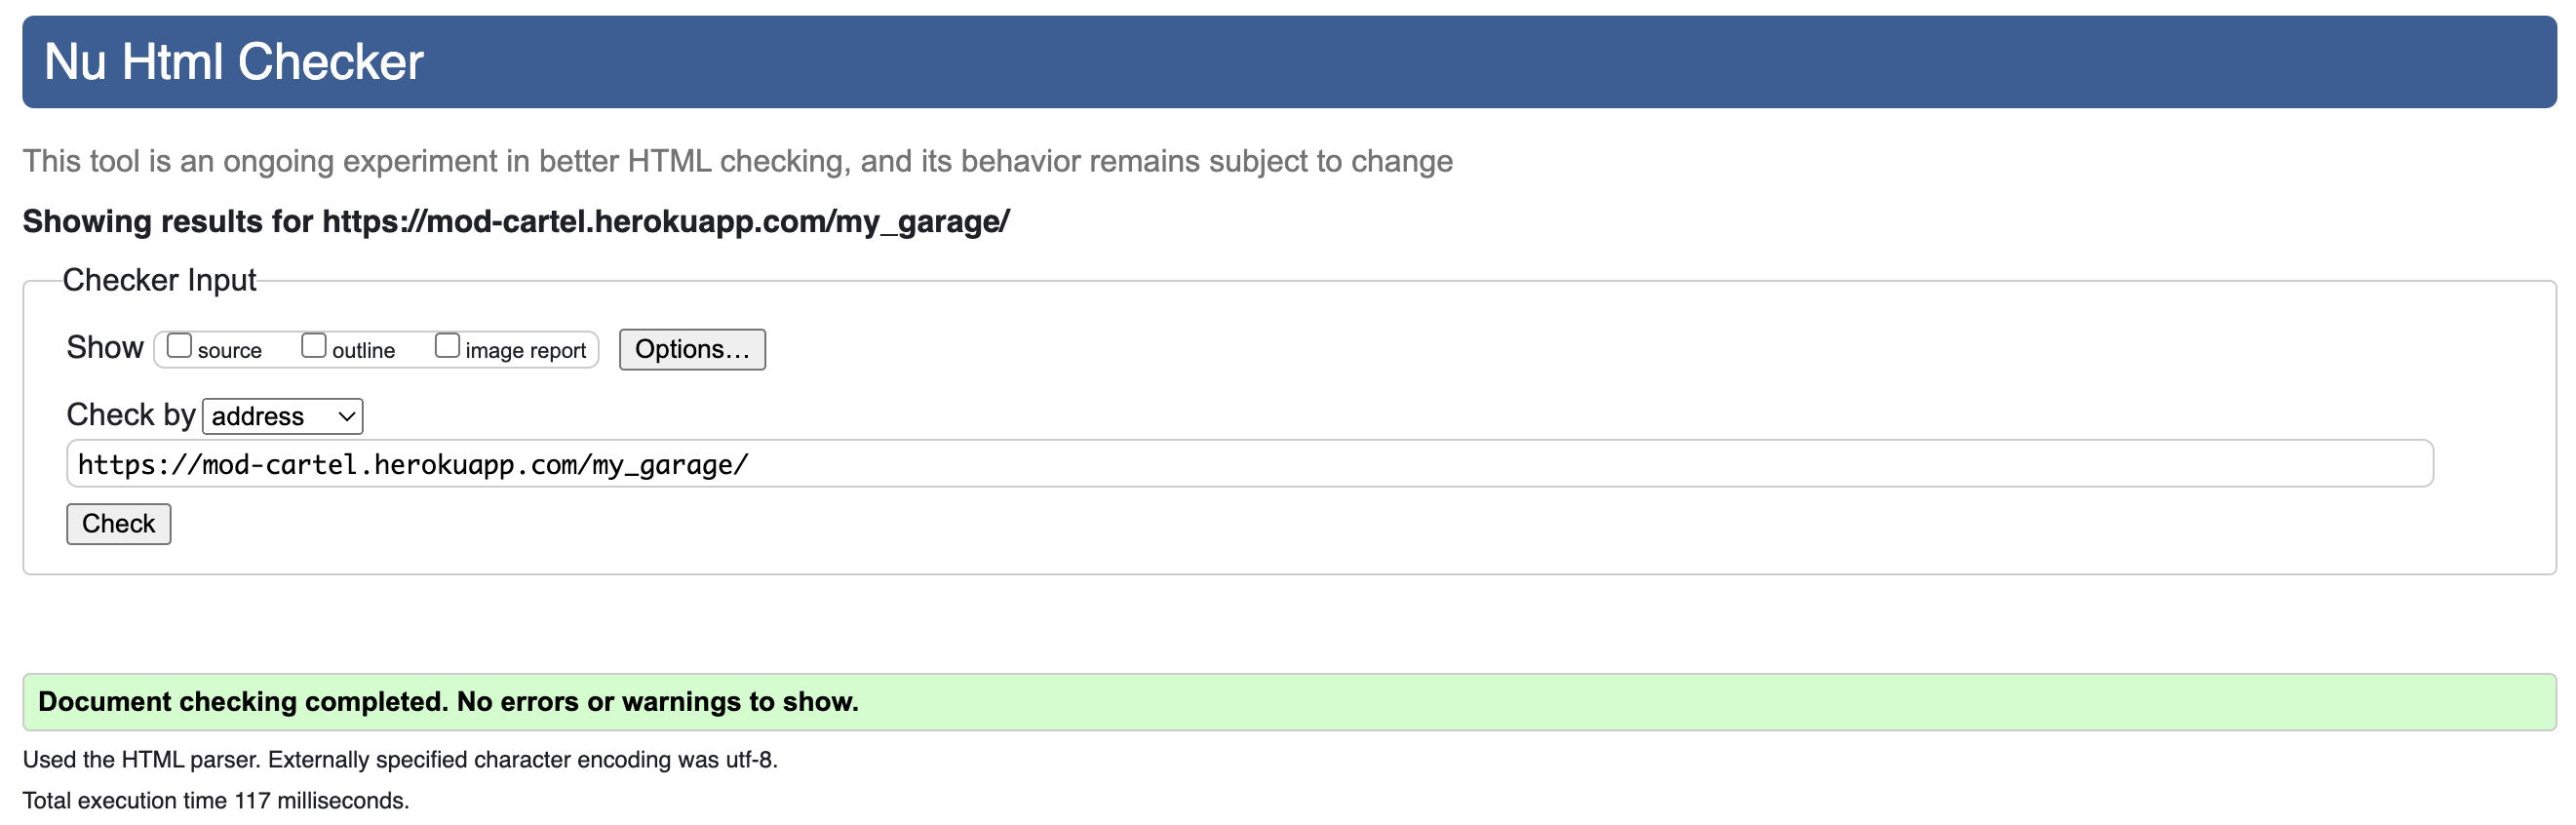 Nu Html Checker
This tool is an ongoing experiment in better HTML checking, and its behavior remains subject to change
Showing results for https://mod-cartel.herokuapp.com/my_garage/
Checker Input
Show source outline image report Options...
Check by address
https://mod-cartel.herokuapp.com/my_garage/
Check
Document checking completed. No errors or warnings to show.
Used the HTML parser. Externally specified character encoding was utf-8.
Total execution time 117 milliseconds.